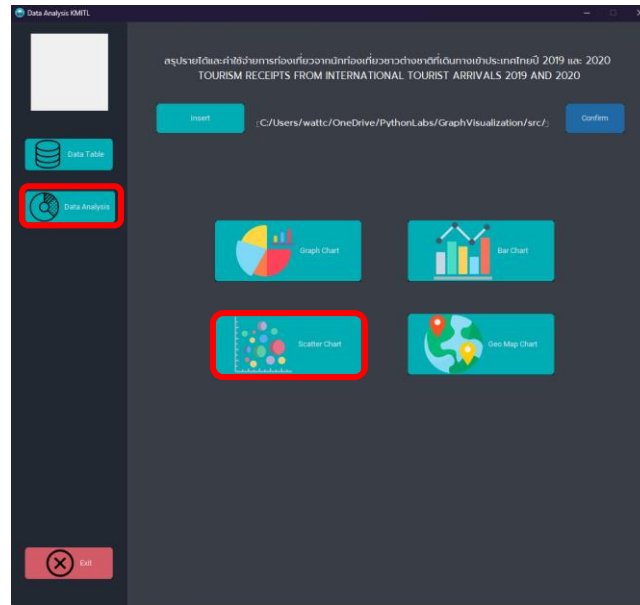 Data Analysis KMITL
สรุปรายได้และค่าใช้จ่ายการท่องเที่ยวจากนักท่องเที่ยวชาวต่างชาติที่เดินทางเข้าประเทศไทยปี 2019 และ 2020
TOURISM RECEIPTS FROM INTERNATIONAL TOURIST ARRIVALS 2019 AND 2020
Insert
C:/Users/wattc/OneDrive/PythonLabs/GraphVisualization/src/
Confirm
Data Table
Data Analysis
Graph Chart
Bar Chart
Scatter Chart
Geo Map Chart
Exit